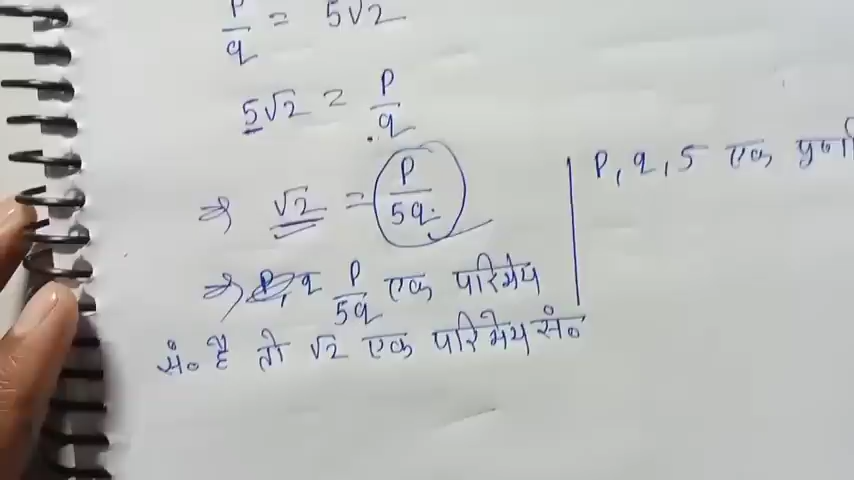 P/q = 5√2
5√2 = P/q
⇒ √2 = P/5q
P, q, 5 एक
⇒ q P/5q एक परिमेय
सं० है तो √2 एक परिमेय सं०